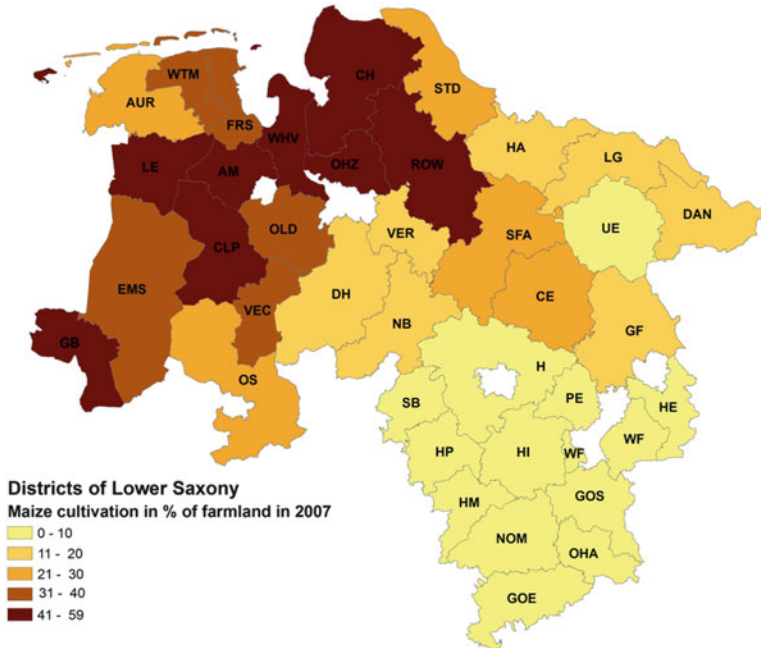 CH
WTM
STD
AUR
FRS
WHV
HA
LG
LE
AM
OHZ
ROW
DAN
UE
OLD
VER
SFA
CLP
EMS
DH
CE
VEC
NB
GF
GB
H
OS
SB
PE
HE
WF
HP
HI
WF
HM
GOS
NOM
OHA
GOE
Districts of Lower Saxony
Maize cultivation in % of farmland in 2007
0 - 10
11 - 20
21 - 30
31 - 40
41 - 59